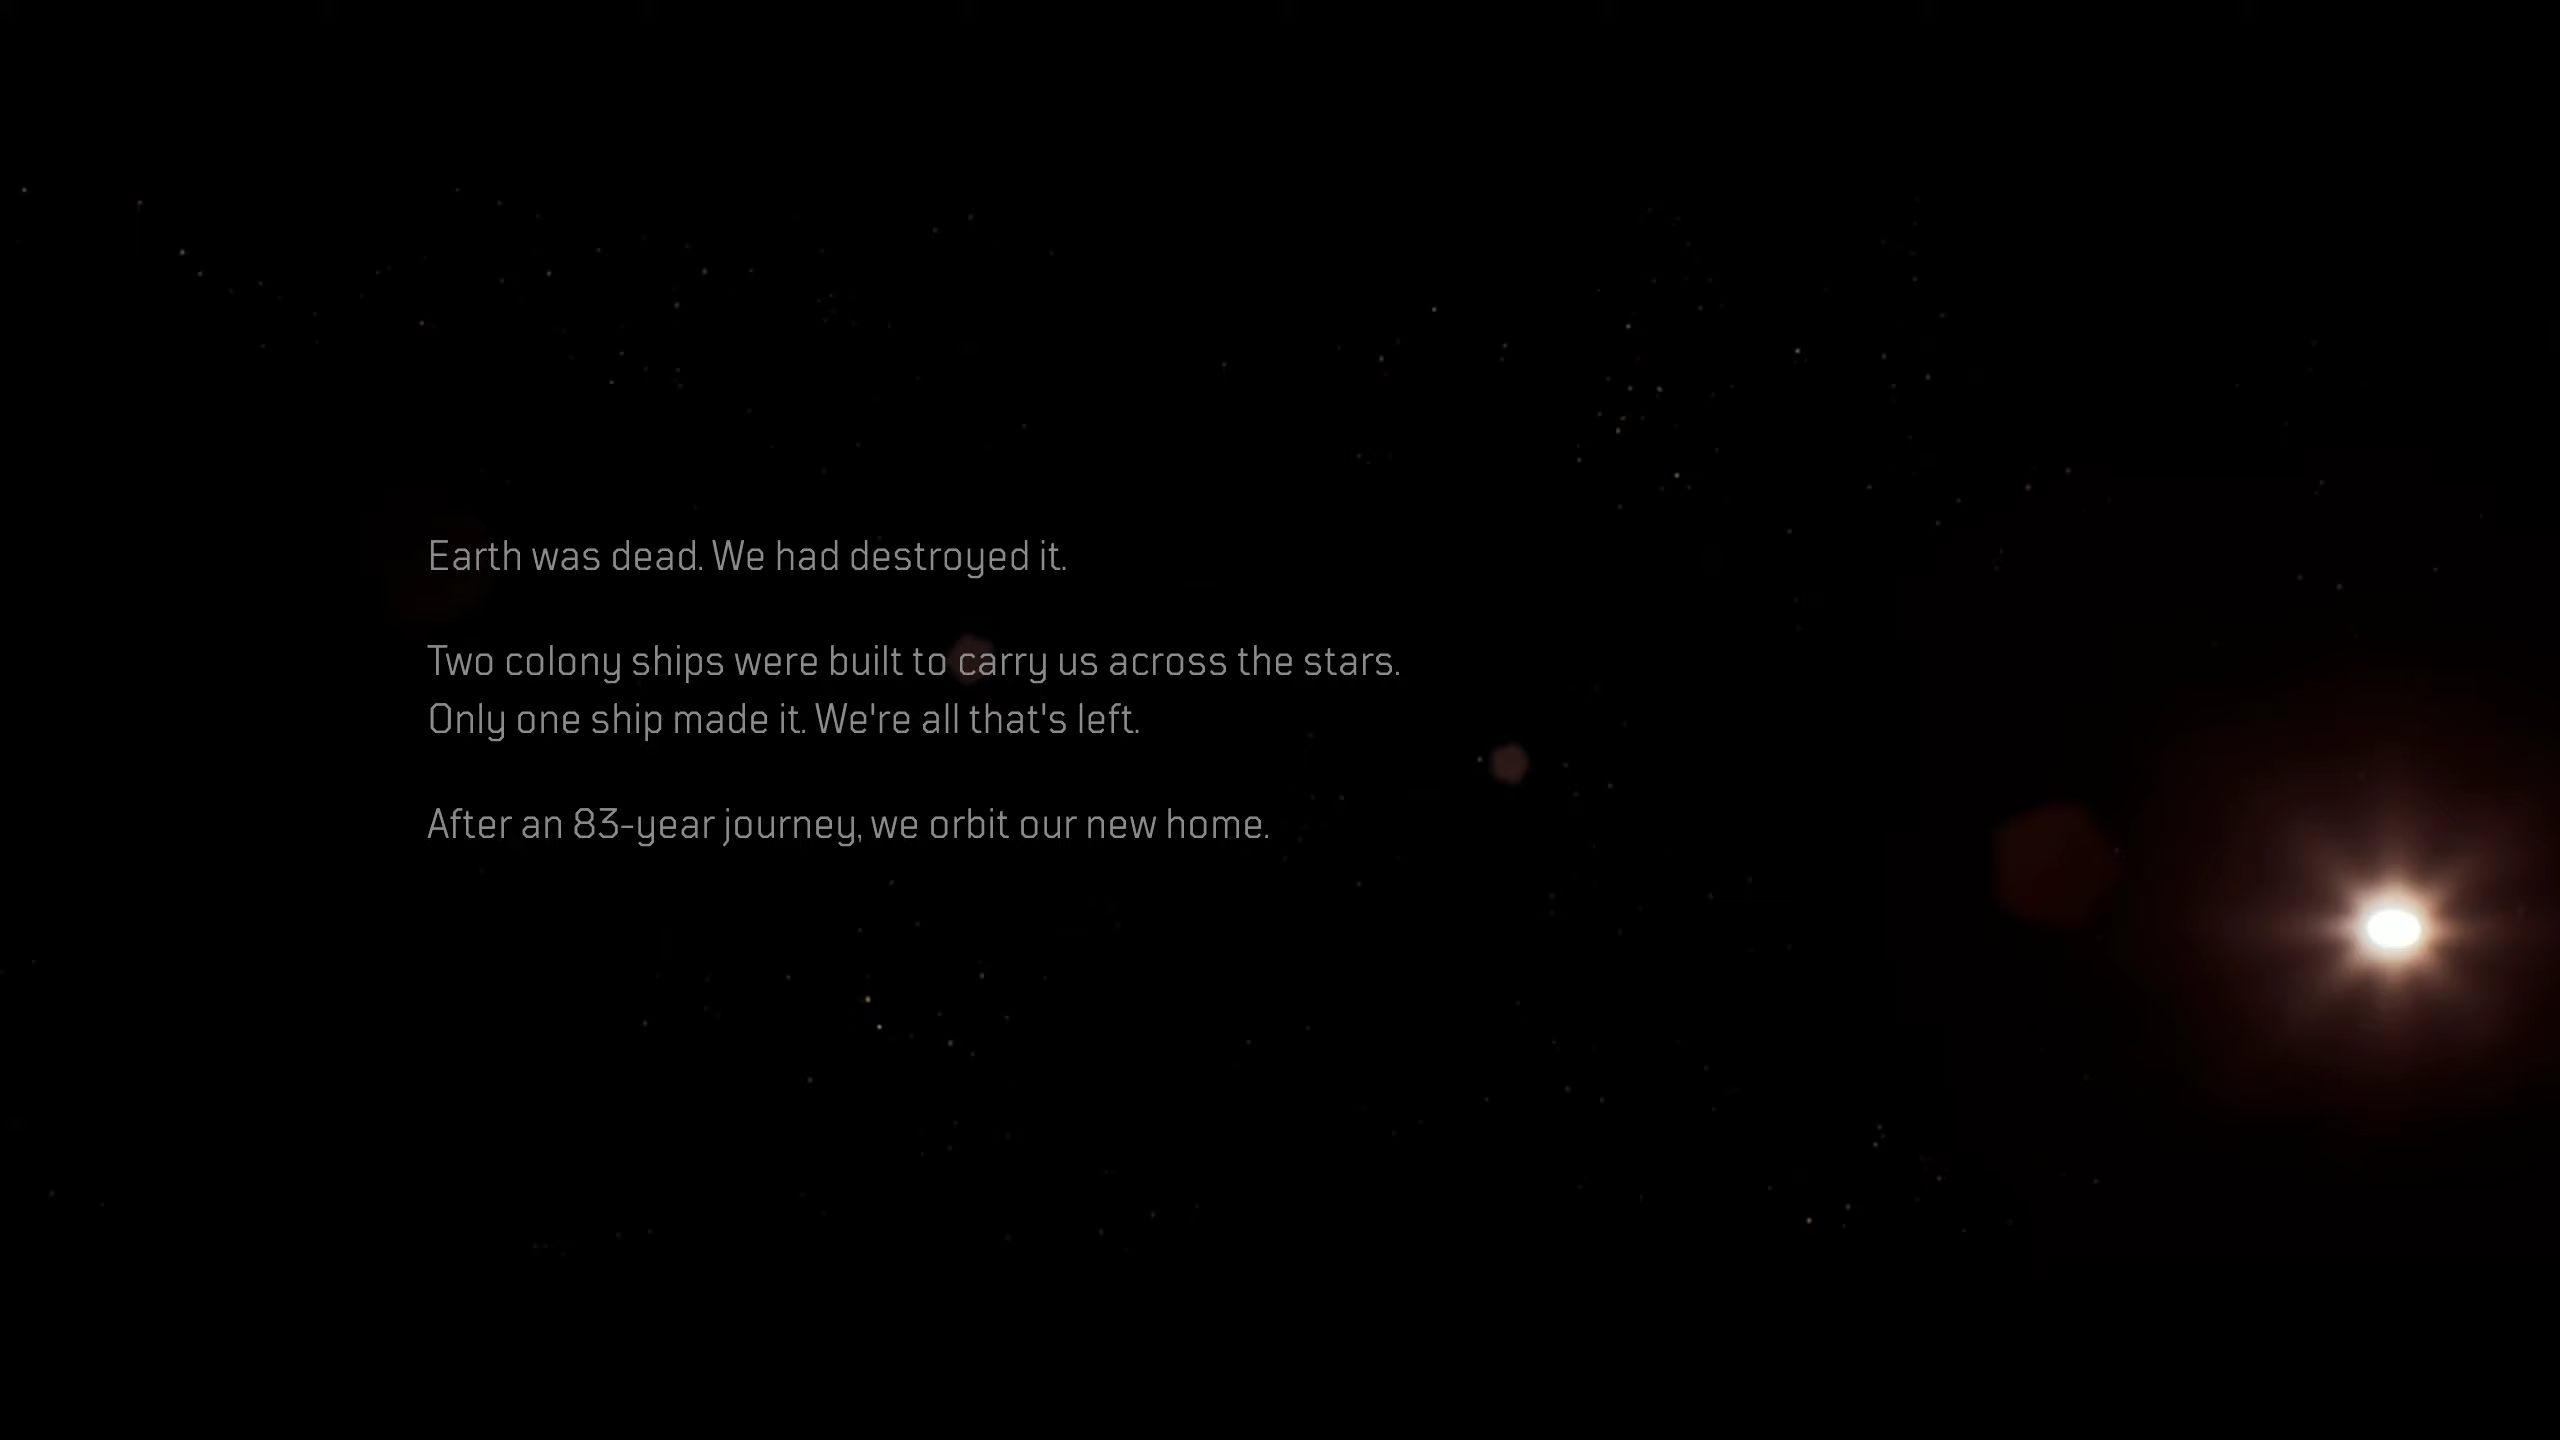 Earth was dead. We had destroyed it.
Two colony ships were built to carry us across the stars.
Only one ship made it. We're all that's left.
After an 83-year journey, we orbit our new home.